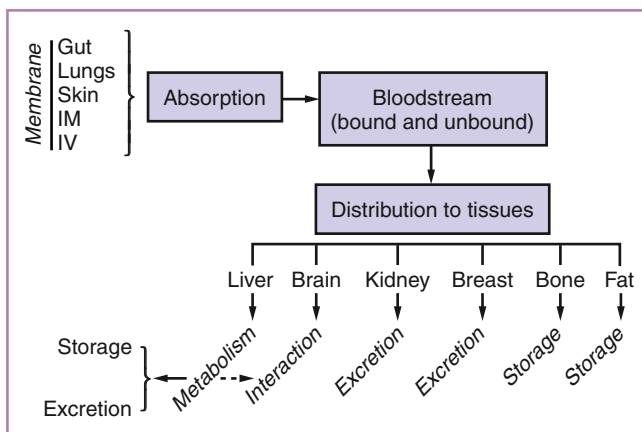 Membrane
Gut
Lungs
Skin
IM
IV
Absorption
Bloodstream
(bound and unbound)
Distribution to tissues
Liver Brain Kidney Breast Bone Fat
Metabolism Interaction Excretion Excretion Storage Storage
Storage
Excretion